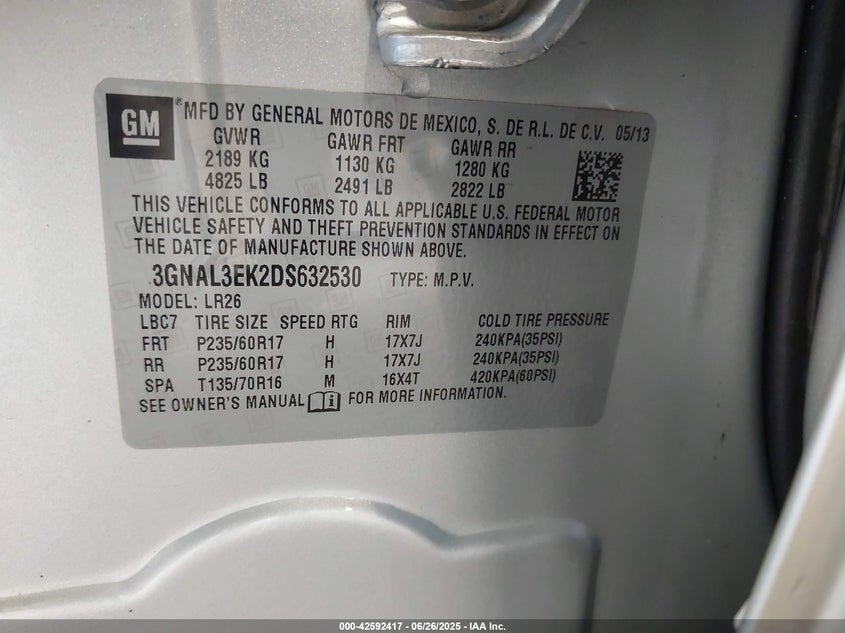 GM ® MFD BY GENERAL MOTORS DE MEXICO, S. DE R.L. DE C.V. 05/13
GVWR GAWR FRT GAWR RR
2189 KG 1130 KG 1280 KG
4825 LB 2491 LB 2822 LB
THIS VEHICLE CONFORMS TO ALL APPLICABLE U.S. FEDERAL MOTOR
VEHICLE SAFETY AND THEFT PREVENTION STANDARDS IN EFFECT ON
THE DATE OF MANUFACTURE SHOWN ABOVE.
3GNAL3EK2DS632530 TYPE: M.P.V.
MODEL: LR26
LBC7 TIRE SIZE SPEED RTG RIM COLD TIRE PRESSURE
FRT P235/60R17 H 17X7J 240KPA(35PSI)
RR P235/60R17 H 17X7J 240KPA(35PSI)
SPA T135/70R16 M 16X4T 420KPA(60PSI)
SEE OWNER'S MANUAL i FOR MORE INFORMATION.
000-42592417 - 06/26/2025 - IAA Inc.